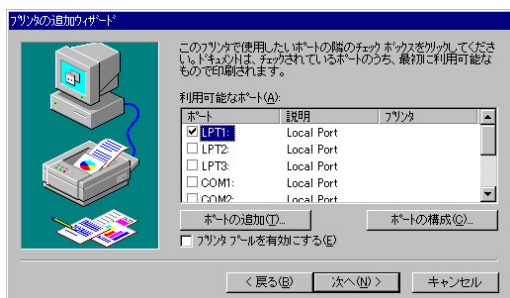 プリンタの追加ウィザード
このプリンタで使用したいポートの隣のチェック ボックスをクリックしてくださ
い。ドキュメントは、チェックされているポートのうち、最初に利用可能な
もので印刷されます。
利用可能なポート(A):
ポート 説明 プリンタ
LPT1: Local Port
LPT2: Local Port
LPT3: Local Port
COM1: Local Port
COM2: Local Port
ポートの追加(T)... ポートの構成(C)...
プリンタ プールを有効にする(E)
< 戻る(B) 次へ(N) > キャンセル